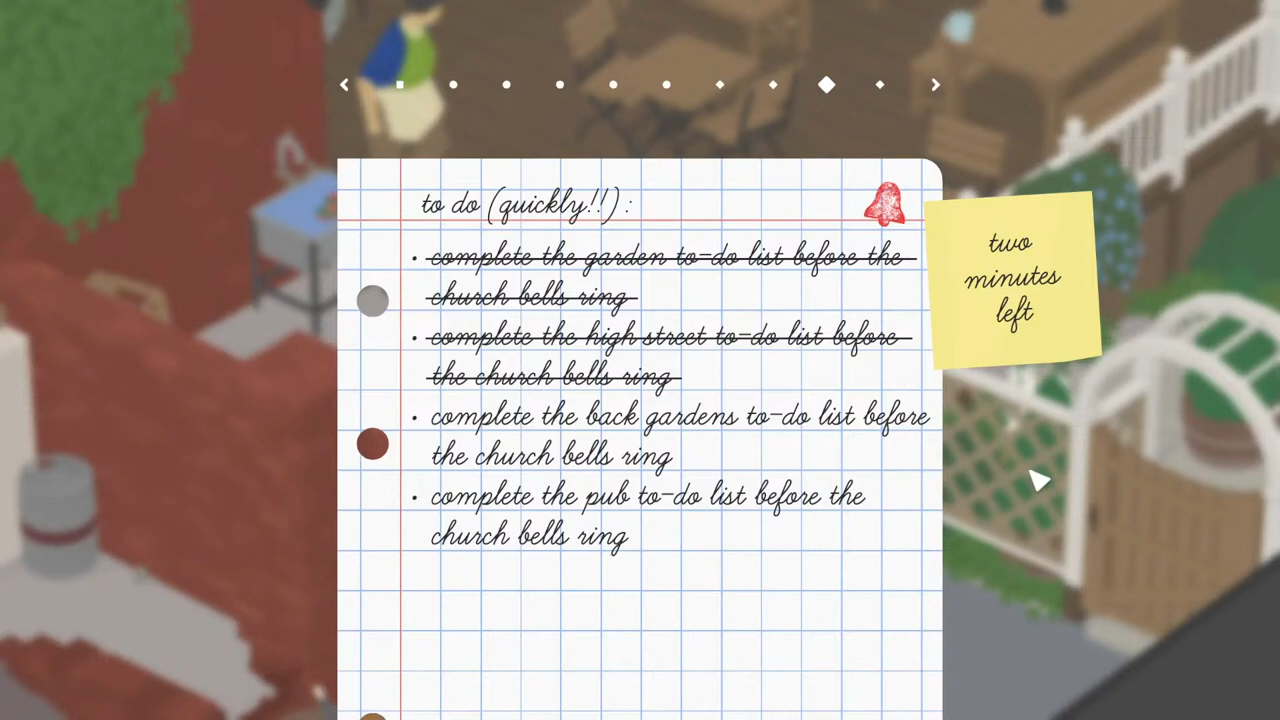 to do (quickly!!) :
• complete the garden to-do list before the
church bells ring
• complete the high street to-do list before
the church bells ring
• complete the back gardens to-do list before
the church bells ring
• complete the pub to-do list before the
church bells ring
two
minutes
left